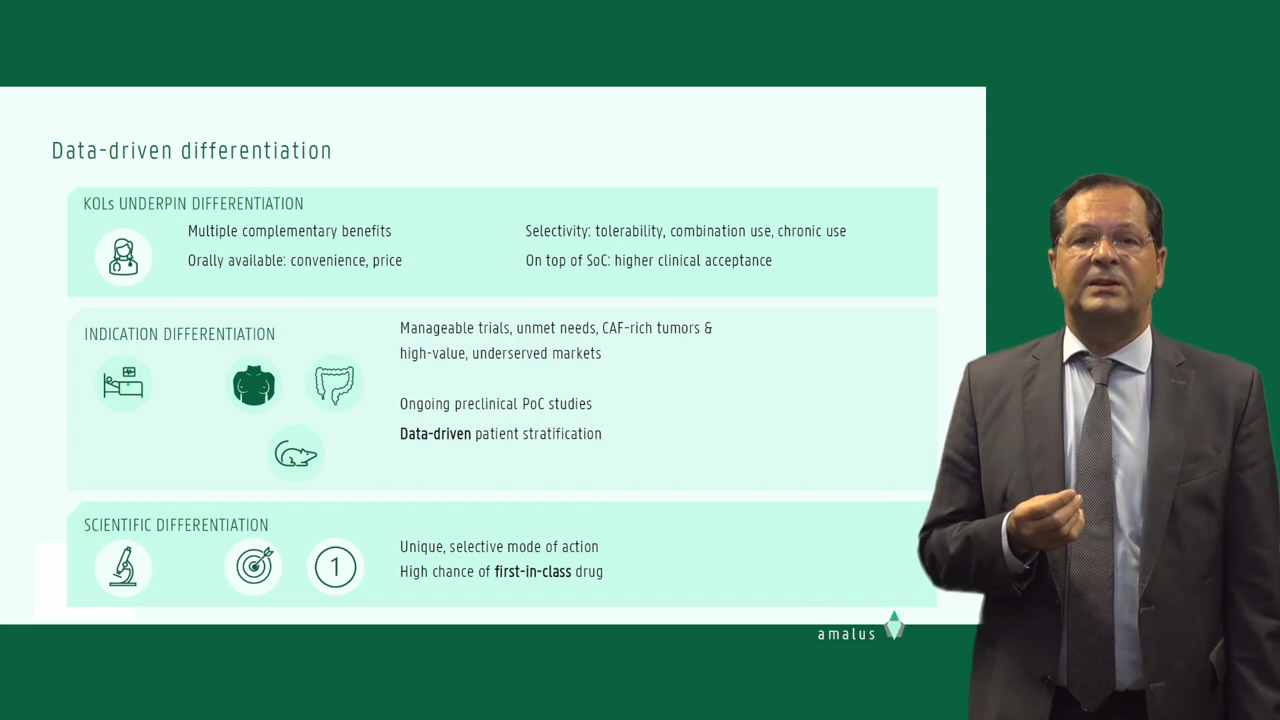 Data-driven differentiation
KOLs UNDERPIN DIFFERENTIATION
Multiple complementary benefits
Orally available: convenience, price
Selectivity: tolerability, combination use, chronic use
On top of SoC: higher clinical acceptance
INDICATION DIFFERENTIATION
Manageable trials, unmet needs, CAF-rich tumors &
high-value, underserved markets
Ongoing preclinical PoC studies
Data-driven patient stratification
SCIENTIFIC DIFFERENTIATION
1
Unique, selective mode of action
High chance of first-in-class drug
amalus